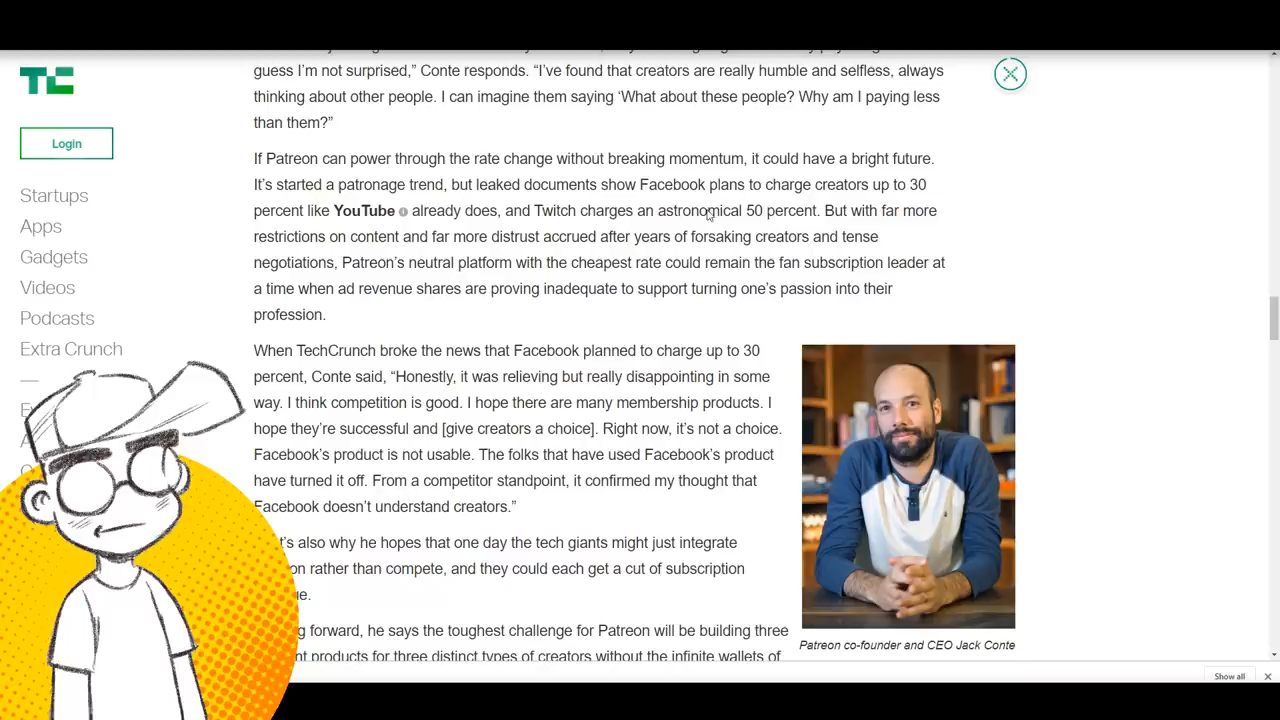 TC
Login
Startups
Apps
Gadgets
Videos
Podcasts
Extra Crunch
guess I'm not surprised,” Conte responds. “I've found that creators are really humble and selfless, always
thinking about other people. I can imagine them saying ‘What about these people? Why am I paying less
than them?”
If Patreon can power through the rate change without breaking momentum, it could have a bright future.
It's started a patronage trend, but leaked documents show Facebook plans to charge creators up to 30
percent like YouTube already does, and Twitch charges an astronomical 50 percent. But with far more
restrictions on content and far more distrust accrued after years of forsaking creators and tense
negotiations, Patreon's neutral platform with the cheapest rate could remain the fan subscription leader at
a time when ad revenue shares are proving inadequate to support turning one's passion into their
profession.
When TechCrunch broke the news that Facebook planned to charge up to 30
percent, Conte said, “Honestly, it was relieving but really disappointing in some
way. I think competition is good. I hope there are many membership products. I
hope they're successful and [give creators a choice]. Right now, it's not a choice.
Facebook's product is not usable. The folks that have used Facebook's product
have turned it off. From a competitor standpoint, it confirmed my thought that
Facebook doesn't understand creators.”
also why he hopes that one day the tech giants might just integrate
rather than compete, and they could each get a cut of subscription
forward, he says the toughest challenge for Patreon will be building three
products for three distinct types of creators without the infinite wallets of
Patreon co-founder and CEO Jack Conte
Show all